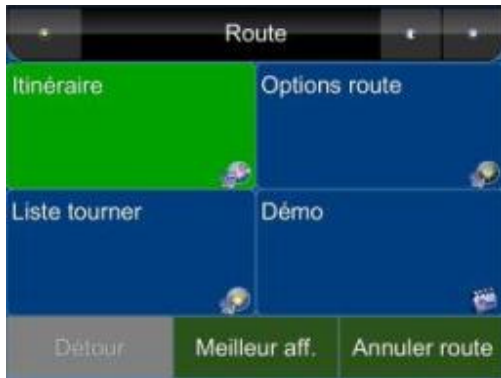 Route
Itinéraire
Options route
Liste tourner
Démo
Détour
Meilleur aff.
Annuler route